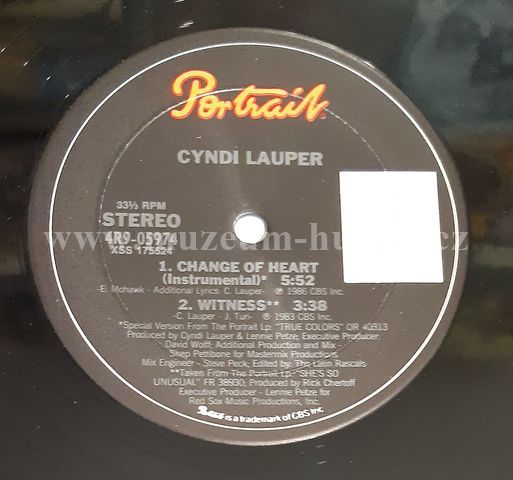 Portrait
CYNDI LAUPER
33⅓ RPM
STEREO
4R9-05974
XSS 175524
1. CHANGE OF HEART
(Instrumental)* 5:52
-E. Mohawk - Additional Lyrics: C. Lauper- ℗ 1986 CBS Inc.
2. WITNESS** 3:38
-C. Lauper - J. Turi- ℗ 1983 CBS Inc.
*Special Version From The Portrait Lp: "TRUE COLORS" OR 40313
Produced by Cyndi Lauper & Lennie Petze; Executive Producer:
David Wolff; Additional Production and Mix -
Shep Pettibone for Mastermix Productions
Mix Engineer - Steve Peck; Edited by: The Latin Rascals
**Taken From The Portrait Lp: "SHE'S SO
UNUSUAL" FR 38930; Produced by Rick Chertoff
Executive Producer - Lennie Petze for
Red Sox Music Productions, Inc.
is a trademark of CBS Inc.